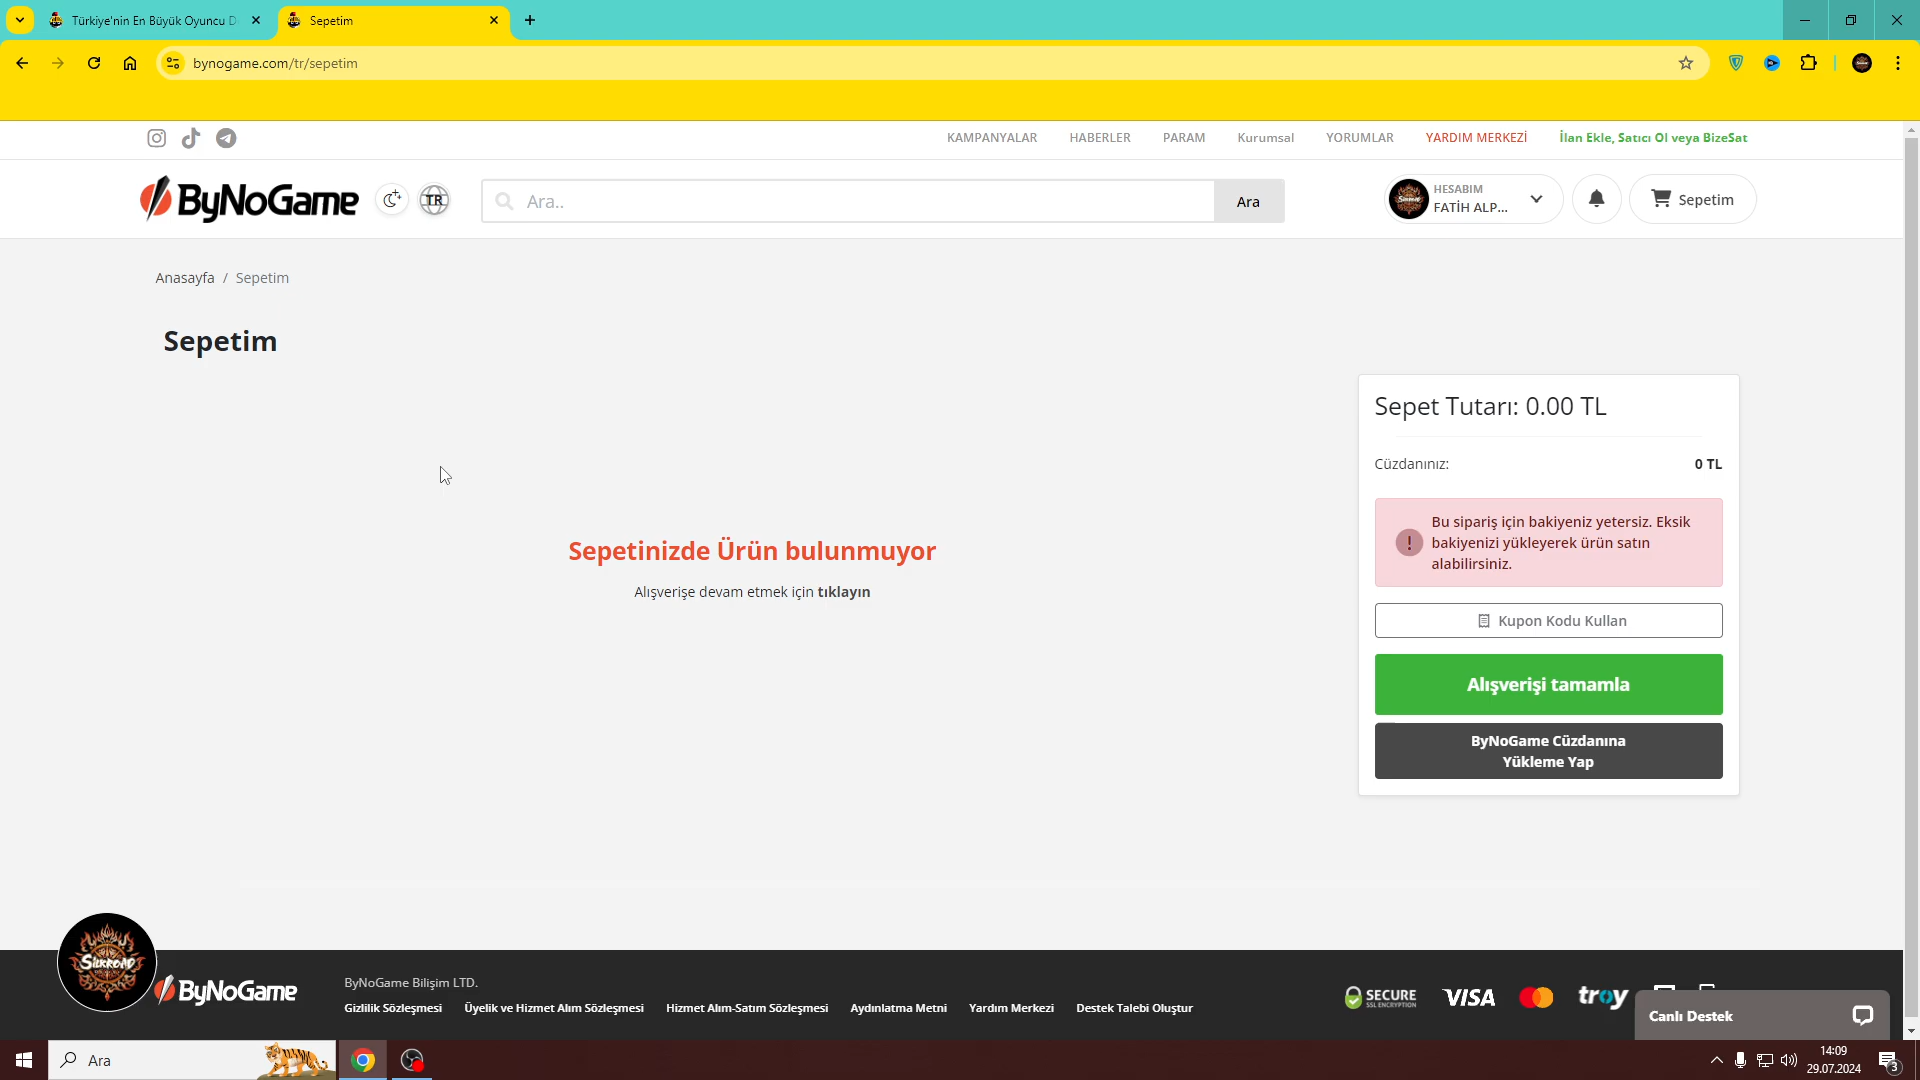 Türkiye'nin En Büyük Oyuncu D
Sepetim
bynogame.com/tr/sepetim
KAMPANYALAR
HABERLER
PARAM
Kurumsal
YORUMLAR
YARDIM MERKEZİ
İlan Ekle, Satıcı Ol veya BizeSat
ByNoGame
TR
Ara..
Ara
HESABIM
FATİH ALP...
Sepetim
Anasayfa / Sepetim
Sepetim
Sepet Tutarı: 0.00 TL
Cüzdanınız: 0 TL
Bu sipariş için bakiyeniz yetersiz. Eksik
bakiyenizi yükleyerek ürün satın
alabilirsiniz.
Sepetinizde Ürün bulunmuyor
Alışverişe devam etmek için tıklayın
Kupon Kodu Kullan
Alışverişi tamamla
ByNoGame Cüzdanına
Yükleme Yap
SILKROAD
ByNoGame
ByNoGame Bilişim LTD.
Gizlilik Sözleşmesi
Üyelik ve Hizmet Alım Sözleşmesi
Hizmet Alım-Satım Sözleşmesi
Aydınlatma Metni
Yardım Merkezi
Destek Talebi Oluştur
SECURE
SSL ENCRYPTION
VISA
troy
Canlı Destek
Ara
14:09
29.07.2024
3